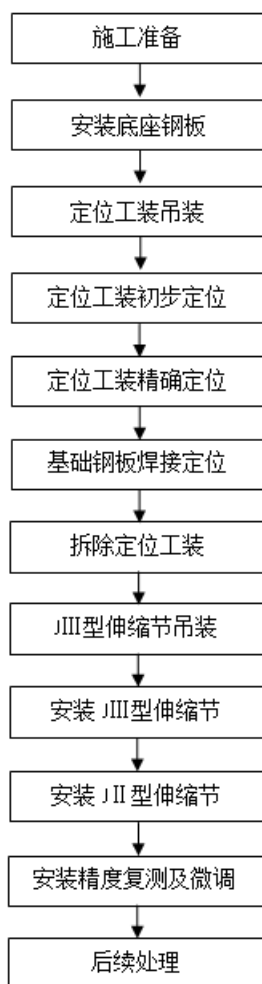 施工准备
安装底座钢板
定位工装吊装
定位工装初步定位
定位工装精确定位
基础钢板焊接定位
拆除定位工装
JIII型伸缩节吊装
安装 JIII型伸缩节
安装 JII 型伸缩节
安装精度复测及微调
后续处理